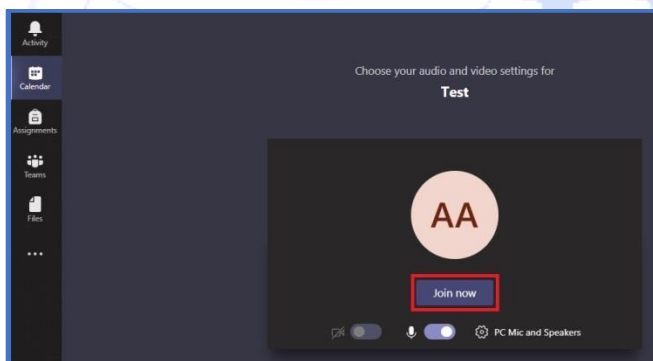 Activity
Calendar
Assignments
Teams
Files
Choose your audio and video settings for
Test
AA
Join now
PC Mic and Speakers